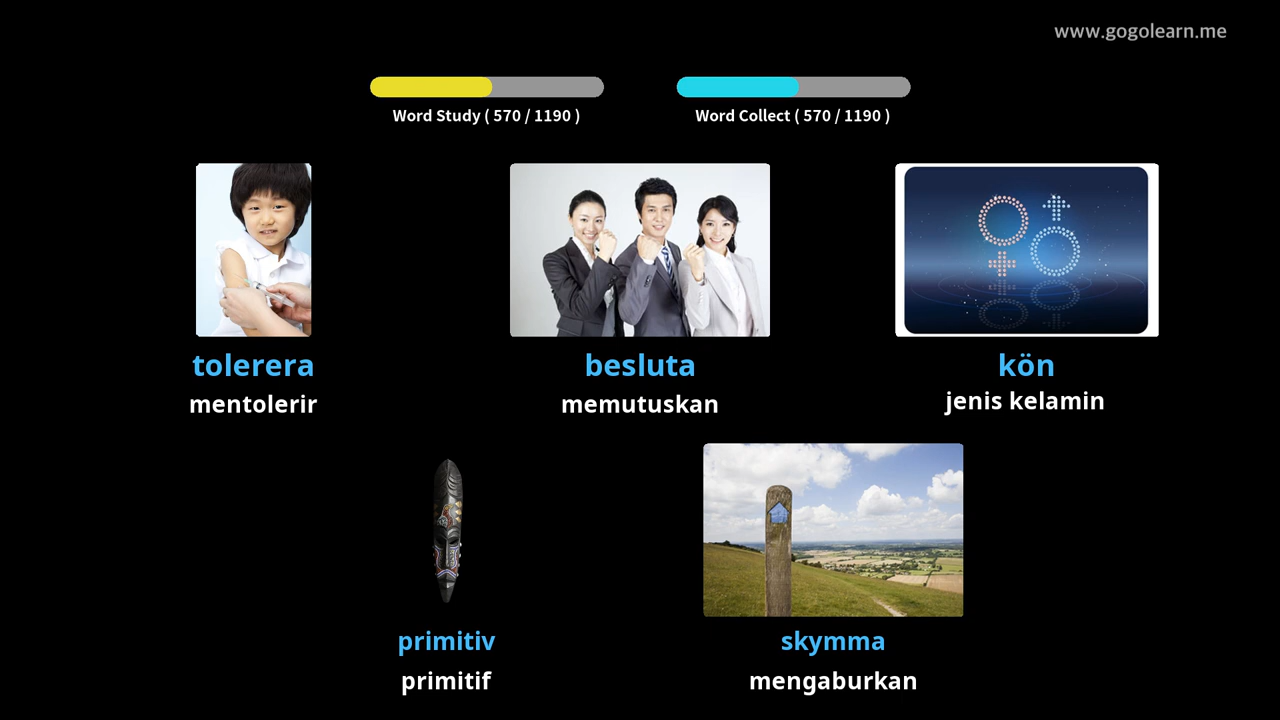 www.gogolearn.me
Word Study ( 570 / 1190 )
Word Collect ( 570 / 1190 )
tolerera
mentolerir
besluta
memutuskan
kön
jenis kelamin
primitiv
primitif
skymma
mengaburkan